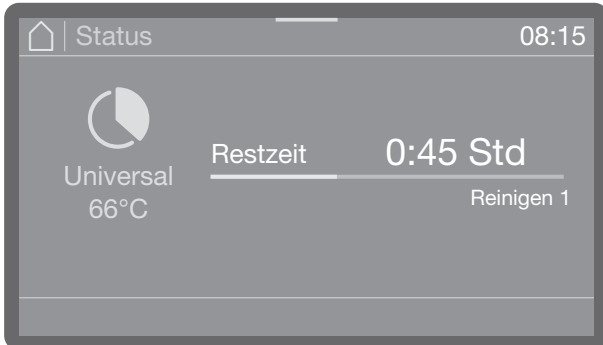 Status 08:15
Restzeit 0:45 Std
Universal
66°C
Reinigen 1